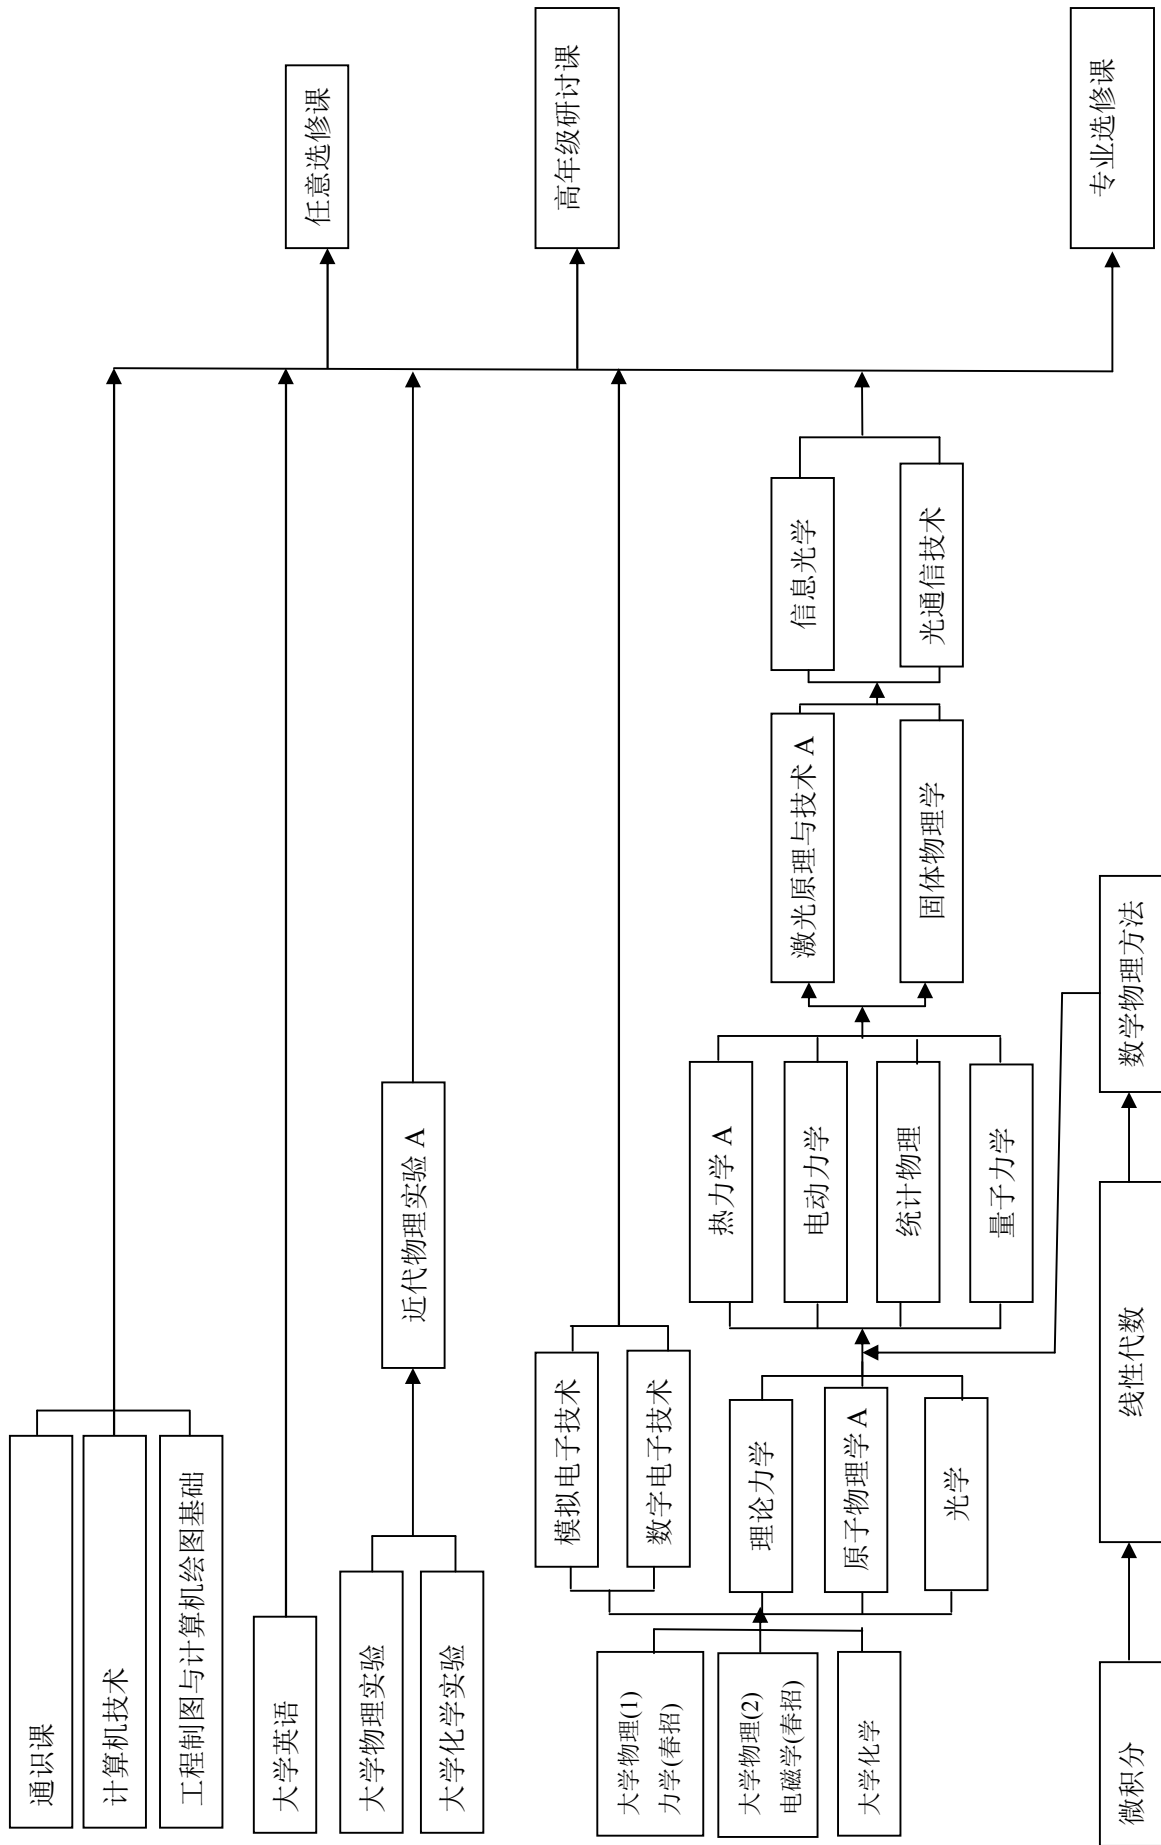 通识课
计算机技术
工程制图与计算机绘图基础
大学英语
大学物理实验
大学化学实验
近代物理实验 A
大学物理(1)
力学(春招)
大学物理(2)
电磁学(春招)
大学化学
模拟电子技术
数字电子技术
理论力学
原子物理学 A
光学
热力学 A
电动力学
统计物理
量子力学
激光原理与技术 A
固体物理学
信息光学
光通信技术
微积分
线性代数
数学物理方法
任意选修课
高年级研讨课
专业选修课